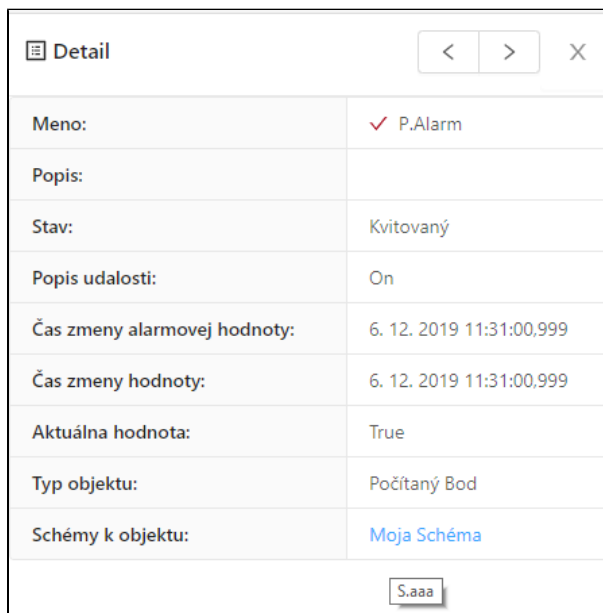 Detail
Meno: P.Alarm
Popis:
Stav: Kvitovaný
Popis udalosti: On
Čas zmeny alarmovej hodnoty: 6. 12. 2019 11:31:00,999
Čas zmeny hodnoty: 6. 12. 2019 11:31:00,999
Aktuálna hodnota: True
Typ objektu: Počítaný Bod
Schémy k objektu: Moja Schéma
S.aaa